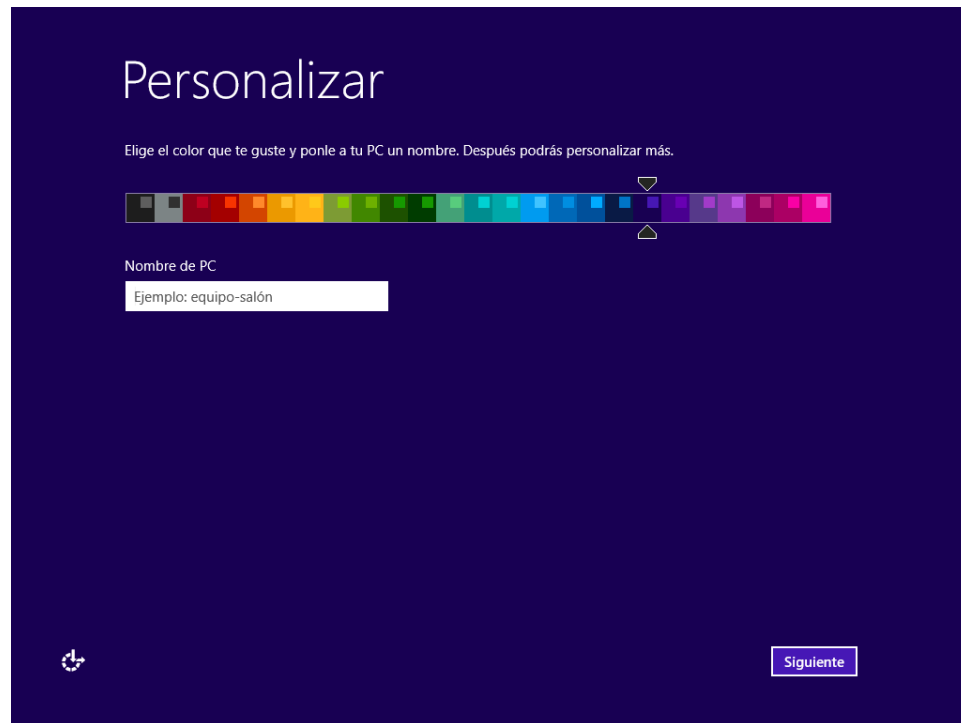 Personalizar
Elige el color que te guste y ponle a tu PC un nombre. Después podrás personalizar más.
Nombre de PC
Ejemplo: equipo-salón
Siguiente